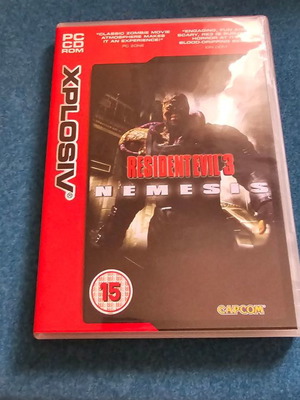 PC
CD
ROM
"CLASSIC ZOMBIE MOVIE
ATMOSPHERE MAKES
IT AN EXPERIENCE!"
PC ZONE
XPLOSIV
RESIDENT EVIL 3
NEMESIS
15
CAPCOM